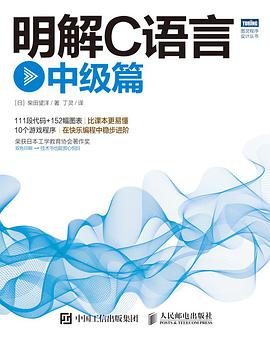 TURING
图灵程序
设计丛书
明解C语言
中级篇
[日] 柴田望洋/著 丁灵/译
111段代码+152幅图表 | 比课本更易懂
10个游戏程序 | 在快乐编程中稳步进阶
荣获日本工学教育协会著作奖
中国工信出版集团
人民邮电出版社
POSTS & TELECOM PRESS